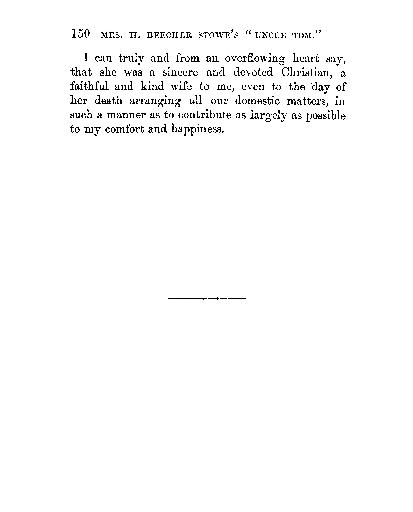 150 MRS. H. BEECHER STOWE'S "UNCLE TOM."
I can truly and from an overflowing heart say,
that she was a sincere and devoted Christian, a
faithful and kind wife to me, even to the day of
her death arranging all our domestic matters, in
such a manner as to contribute as largely as possible
to my comfort and happiness.